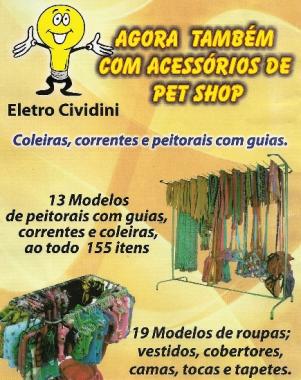 AGORA TAMBÉM
COM ACESSÓRIOS DE
PET SHOP
Eletro Cividini
Coleiras, correntes e peitorais com guias.
13 Modelos
de peitorais com guias,
correntes e coleiras,
ao todo 155 itens
19 Modelos de roupas;
vestidos, cobertores,
camas, tocas e tapetes.